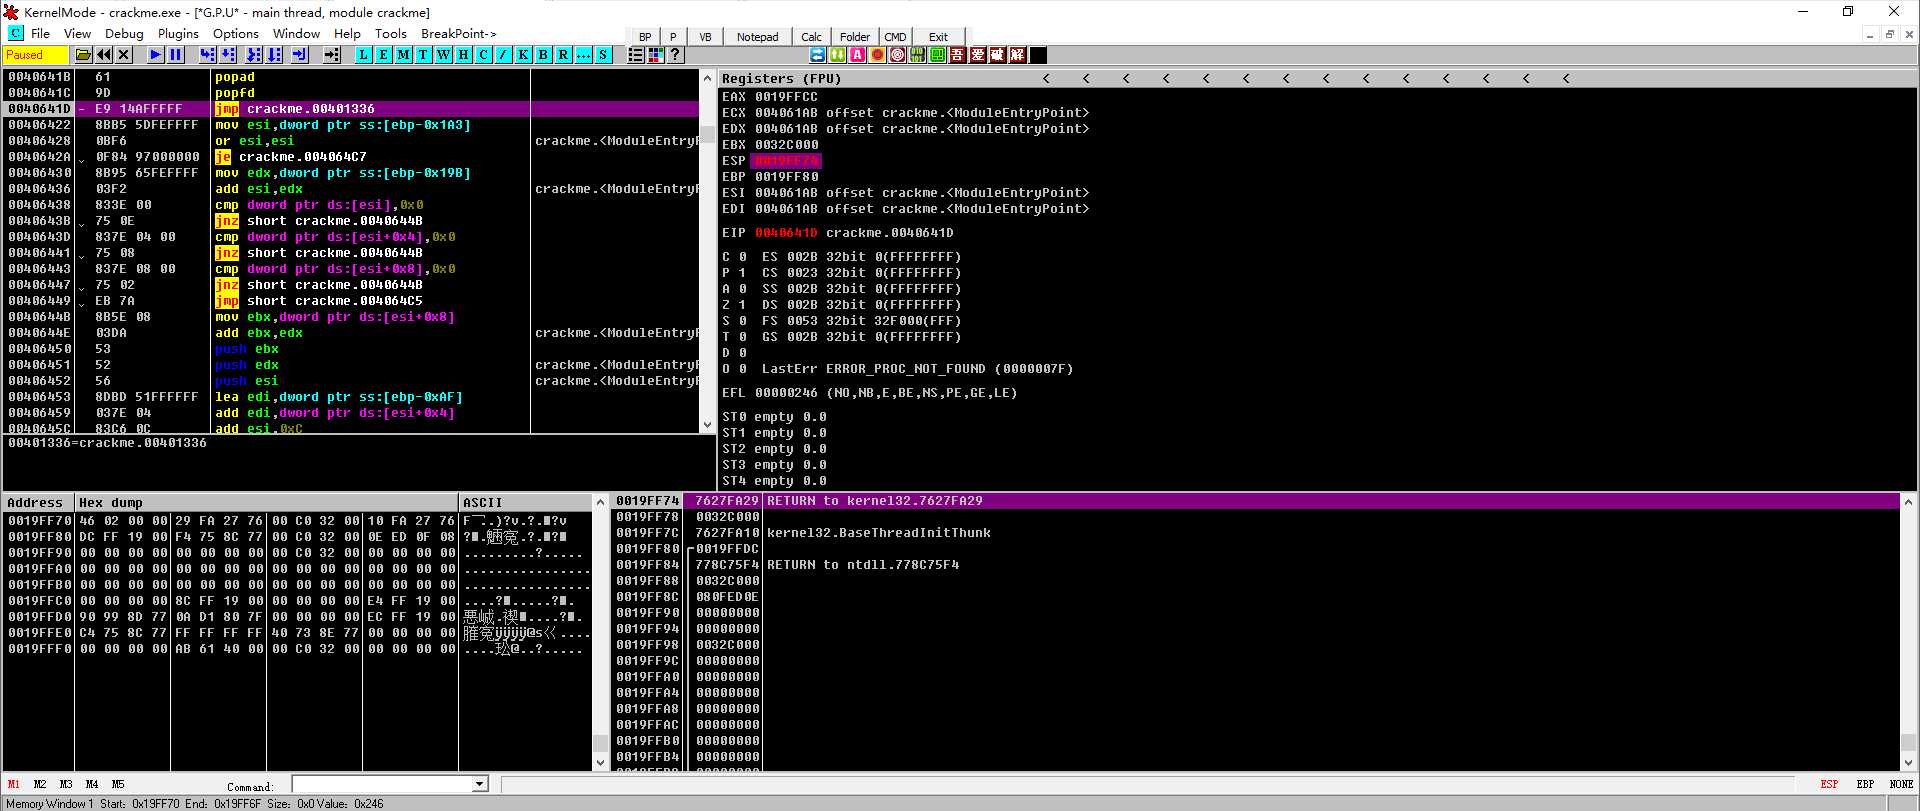 KernelMode - crackme.exe - [*G.P.U* - main thread, module crackme]
C File View Debug Plugins Options Window Help Tools BreakPoint-> BP P VB Notepad Calc Folder CMD Exit
Paused L E M T W H C / K B R ... S ? A 吾 爱 破 解
0040641B 61 popad
0040641C 9D popfd
0040641D - E9 14AFFFFF jmp crackme.00401336
00406422 8BB5 5DFEFFFF mov esi,dword ptr ss:[ebp-0x1A3]
00406428 0BF6 or esi,esi crackme.<ModuleEntryF
0040642A 0F84 97000000 je crackme.004064C7
00406430 8B95 65FEFFFF mov edx,dword ptr ss:[ebp-0x19B]
00406436 03F2 add esi,edx crackme.<ModuleEntryF
00406438 833E 00 cmp dword ptr ds:[esi],0x0
0040643B 75 0E jnz short crackme.0040644B
0040643D 837E 04 00 cmp dword ptr ds:[esi+0x4],0x0
00406441 75 08 jnz short crackme.0040644B
00406443 837E 08 00 cmp dword ptr ds:[esi+0x8],0x0
00406447 75 02 jnz short crackme.0040644B
00406449 EB 7A jmp short crackme.004064C5
0040644B 8B5E 08 mov ebx,dword ptr ds:[esi+0x8]
0040644E 03DA add ebx,edx crackme.<ModuleEntryF
00406450 53 push ebx
00406451 52 push edx crackme.<ModuleEntryF
00406452 56 push esi crackme.<ModuleEntryF
00406453 8DBD 51FFFFFF lea edi,dword ptr ss:[ebp-0xAF]
00406459 037E 04 add edi,dword ptr ds:[esi+0x4]
0040645C 83C6 0C add esi,0xC
00401336=crackme.00401336
Registers (FPU) < < < < < < < < < < < < < <
EAX 0019FFCC
ECX 004061AB offset crackme.<ModuleEntryPoint>
EDX 004061AB offset crackme.<ModuleEntryPoint>
EBX 0032C000
ESP 0019FF74
EBP 0019FF80
ESI 004061AB offset crackme.<ModuleEntryPoint>
EDI 004061AB offset crackme.<ModuleEntryPoint>
EIP 0040641D crackme.0040641D
C 0 ES 002B 32bit 0(FFFFFFFF)
P 1 CS 0023 32bit 0(FFFFFFFF)
A 0 SS 002B 32bit 0(FFFFFFFF)
Z 1 DS 002B 32bit 0(FFFFFFFF)
S 0 FS 0053 32bit 32F000(FFF)
T 0 GS 002B 32bit 0(FFFFFFFF)
D 0
O 0 LastErr ERROR_PROC_NOT_FOUND (0000007F)
EFL 00000246 (NO,NB,E,BE,NS,PE,GE,LE)
ST0 empty 0.0
ST1 empty 0.0
ST2 empty 0.0
ST3 empty 0.0
ST4 empty 0.0
Address Hex dump ASCII
0019FF70 46 02 00 00 29 FA 27 76 00 C0 32 00 10 FA 27 76
0019FF80 DC FF 19 00 F4 75 8C 77 00 C0 32 00 0E ED 0F 08
0019FF90 00 00 00 00 00 00 00 00 00 C0 32 00 00 00 00 00 .........?.....
0019FFA0 00 00 00 00 00 00 00 00 00 00 00 00 00 00 00 00 ................
0019FFB0 00 00 00 00 00 00 00 00 00 00 00 00 00 00 00 00 ................
0019FFC0 00 00 00 00 8C FF 19 00 00 00 00 00 E4 FF 19 00
0019FFD0 90 99 8D 77 0A D1 80 7F 00 00 00 00 EC FF 19 00
0019FFE0 C4 75 8C 77 FF FF FF FF 40 73 8E 77 00 00 00 00
0019FFF0 00 00 00 00 AB 61 40 00 00 C0 32 00 00 00 00 00
0019FF74 7627FA29 RETURN to kernel32.7627FA29
0019FF78 0032C000
0019FF7C 7627FA10 kernel32.BaseThreadInitThunk
0019FF80 0019FFDC
0019FF84 778C75F4 RETURN to ntdll.778C75F4
0019FF88 0032C000
0019FF8C 080FED0E
0019FF90 00000000
0019FF94 00000000
0019FF98 0032C000
0019FF9C 00000000
0019FFA0 00000000
0019FFA4 00000000
0019FFA8 00000000
0019FFAC 00000000
0019FFB0 00000000
0019FFB4 00000000
M1 M2 M3 M4 M5 Command: ESP EBP NONE
Memory Window 1 Start: 0x19FF70 End: 0x19FF6F Size: 0x0 Value: 0x246